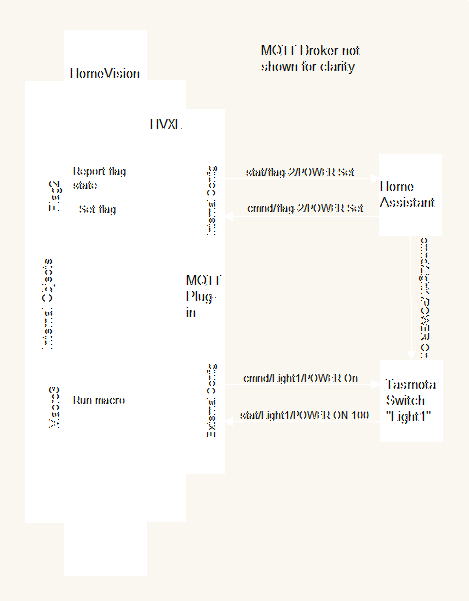 MQTT Broker not
shown for clarity
HomeVision
HVXL
Report flag
state
Set flag
Flag2
Internal Config
stat/flag-2/POWER Set
cmnd/flag-2/POWER Set
Home
Assistant
cmnd/Light1/POWER On
Internal Objects
MQTT
Plug-
in
Macro8
Run macro
External Config
cmnd/Light1/POWER On
stat/Light1/POWER ON 100
Tasmota
Switch
"Light1"